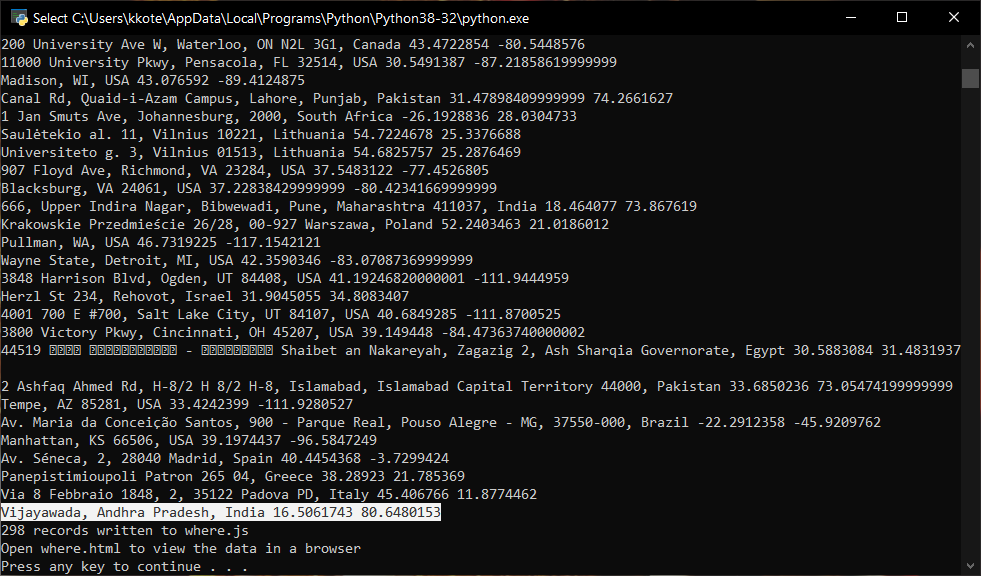 Select C:\Users\kkote\AppData\Local\Programs\Python\Python38-32\python.exe
200 University Ave W, Waterloo, ON N2L 3G1, Canada 43.4722854 -80.5448576
11000 University Pkwy, Pensacola, FL 32514, USA 30.5491387 -87.21858619999999
Madison, WI, USA 43.076592 -89.4124875
Canal Rd, Quaid-i-Azam Campus, Lahore, Punjab, Pakistan 31.47898409999999 74.2661627
1 Jan Smuts Ave, Johannesburg, 2000, South Africa -26.1928836 28.0304733
Saulėtekio al. 11, Vilnius 10221, Lithuania 54.7224678 25.3376688
Universiteto g. 3, Vilnius 01513, Lithuania 54.6825757 25.2876469
907 Floyd Ave, Richmond, VA 23284, USA 37.5483122 -77.4526805
Blacksburg, VA 24061, USA 37.22838429999999 -80.42341669999999
666, Upper Indira Nagar, Bibwewadi, Pune, Maharashtra 411037, India 18.464077 73.867619
Krakowskie Przedmieście 26/28, 00-927 Warszawa, Poland 52.2403463 21.0186012
Pullman, WA, USA 46.7319225 -117.1542121
Wayne State, Detroit, MI, USA 42.3590346 -83.07087369999999
3848 Harrison Blvd, Ogden, UT 84408, USA 41.19246820000001 -111.9444959
Herzl St 234, Rehovot, Israel 31.9045055 34.8083407
4001 700 E #700, Salt Lake City, UT 84107, USA 40.6849285 -111.8700525
3800 Victory Pkwy, Cincinnati, OH 45207, USA 39.149448 -84.47363740000002
44519 - Shaibet an Nakareyah, Zagazig 2, Ash Sharqia Governorate, Egypt 30.5883084 31.4831937
2 Ashfaq Ahmed Rd, H-8/2 H 8/2 H-8, Islamabad, Islamabad Capital Territory 44000, Pakistan 33.6850236 73.05474199999999
Tempe, AZ 85281, USA 33.4242399 -111.9280527
Av. Maria da Conceição Santos, 900 - Parque Real, Pouso Alegre - MG, 37550-000, Brazil -22.2912358 -45.9209762
Manhattan, KS 66506, USA 39.1974437 -96.5847249
Av. Séneca, 2, 28040 Madrid, Spain 40.4454368 -3.7299424
Panepistimioupoli Patron 265 04, Greece 38.28923 21.785369
Via 8 Febbraio 1848, 2, 35122 Padova PD, Italy 45.406766 11.8774462
Vijayawada, Andhra Pradesh, India 16.5061743 80.6480153
298 records written to where.js
Open where.html to view the data in a browser
Press any key to continue . . .